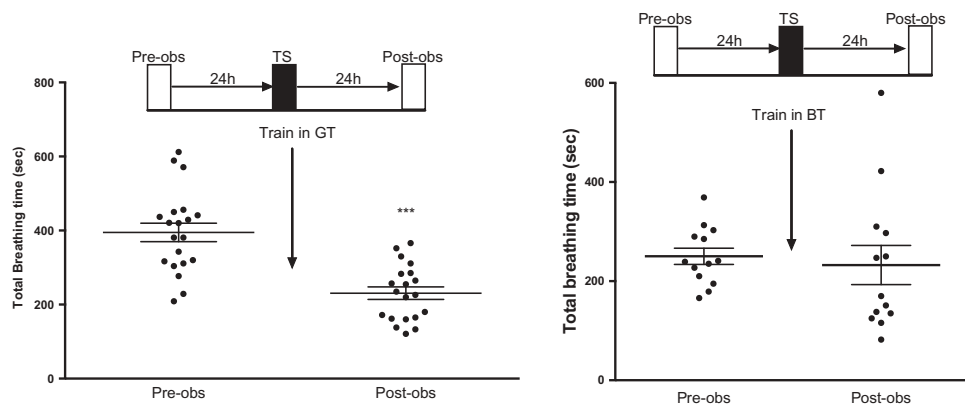 Pre-obs TS Post-obs
24h 24h
Train in GT
Total Breathing time (sec)
800
600
400
200
0
***
Pre-obs Post-obs
Pre-obs TS Post-obs
24h 24h
Train in BT
Total breathing time (sec)
600
400
200
0
Pre-obs Post-obs